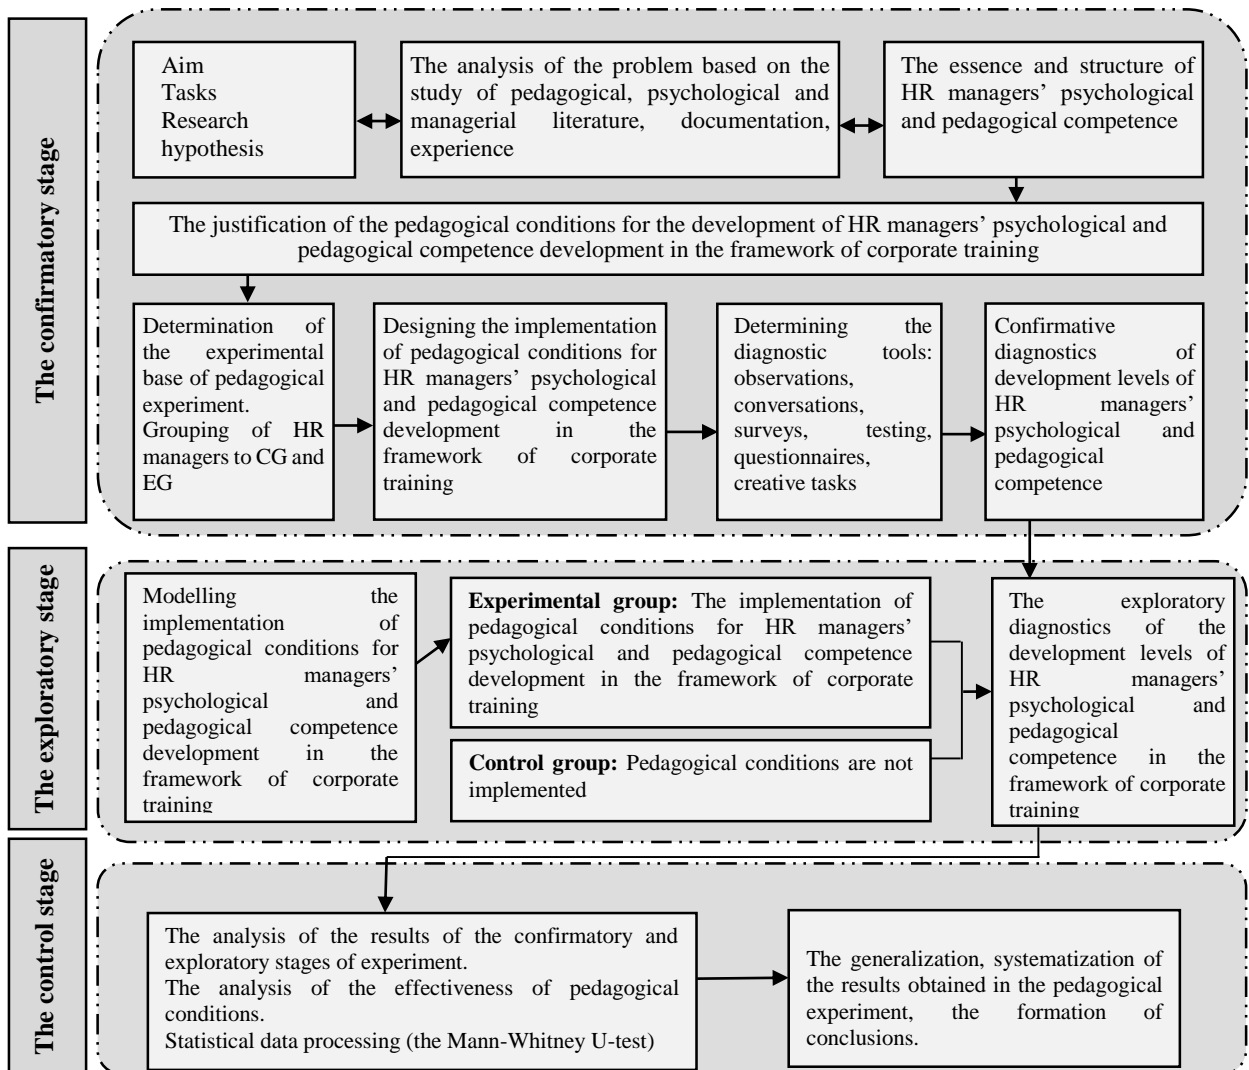 The confirmatory stage
Aim
Tasks
Research
hypothesis
The analysis of the problem based on the
study of pedagogical, psychological and
managerial literature, documentation,
experience
The essence and structure of
HR managers’ psychological
and pedagogical competence
The justification of the pedagogical conditions for the development of HR managers’ psychological and
pedagogical competence development in the framework of corporate training
Determination of
the experimental
base of pedagogical
experiment.
Grouping of HR
managers to CG and
EG
Designing the implementation
of pedagogical conditions for
HR managers’ psychological
and pedagogical competence
development in the
framework of corporate
training
Determining the
diagnostic tools:
observations,
conversations,
surveys, testing,
questionnaires,
creative tasks
Confirmative
diagnostics of
development levels of
HR managers’
psychological and
pedagogical
competence
The exploratory stage
Modelling the
implementation of
pedagogical conditions for
HR managers’
psychological and
pedagogical competence
development in the
framework of corporate
training
Experimental group: The implementation of
pedagogical conditions for HR managers’
psychological and pedagogical competence
development in the framework of corporate
training
Control group: Pedagogical conditions are not
implemented
The exploratory
diagnostics of the
development levels of
HR managers’
psychological and
pedagogical
competence in the
framework of corporate
training
The control stage
The analysis of the results of the confirmatory and
exploratory stages of experiment.
The analysis of the effectiveness of pedagogical
conditions.
Statistical data processing (the Mann-Whitney U-test)
The generalization, systematization of
the results obtained in the pedagogical
experiment, the formation of
conclusions.